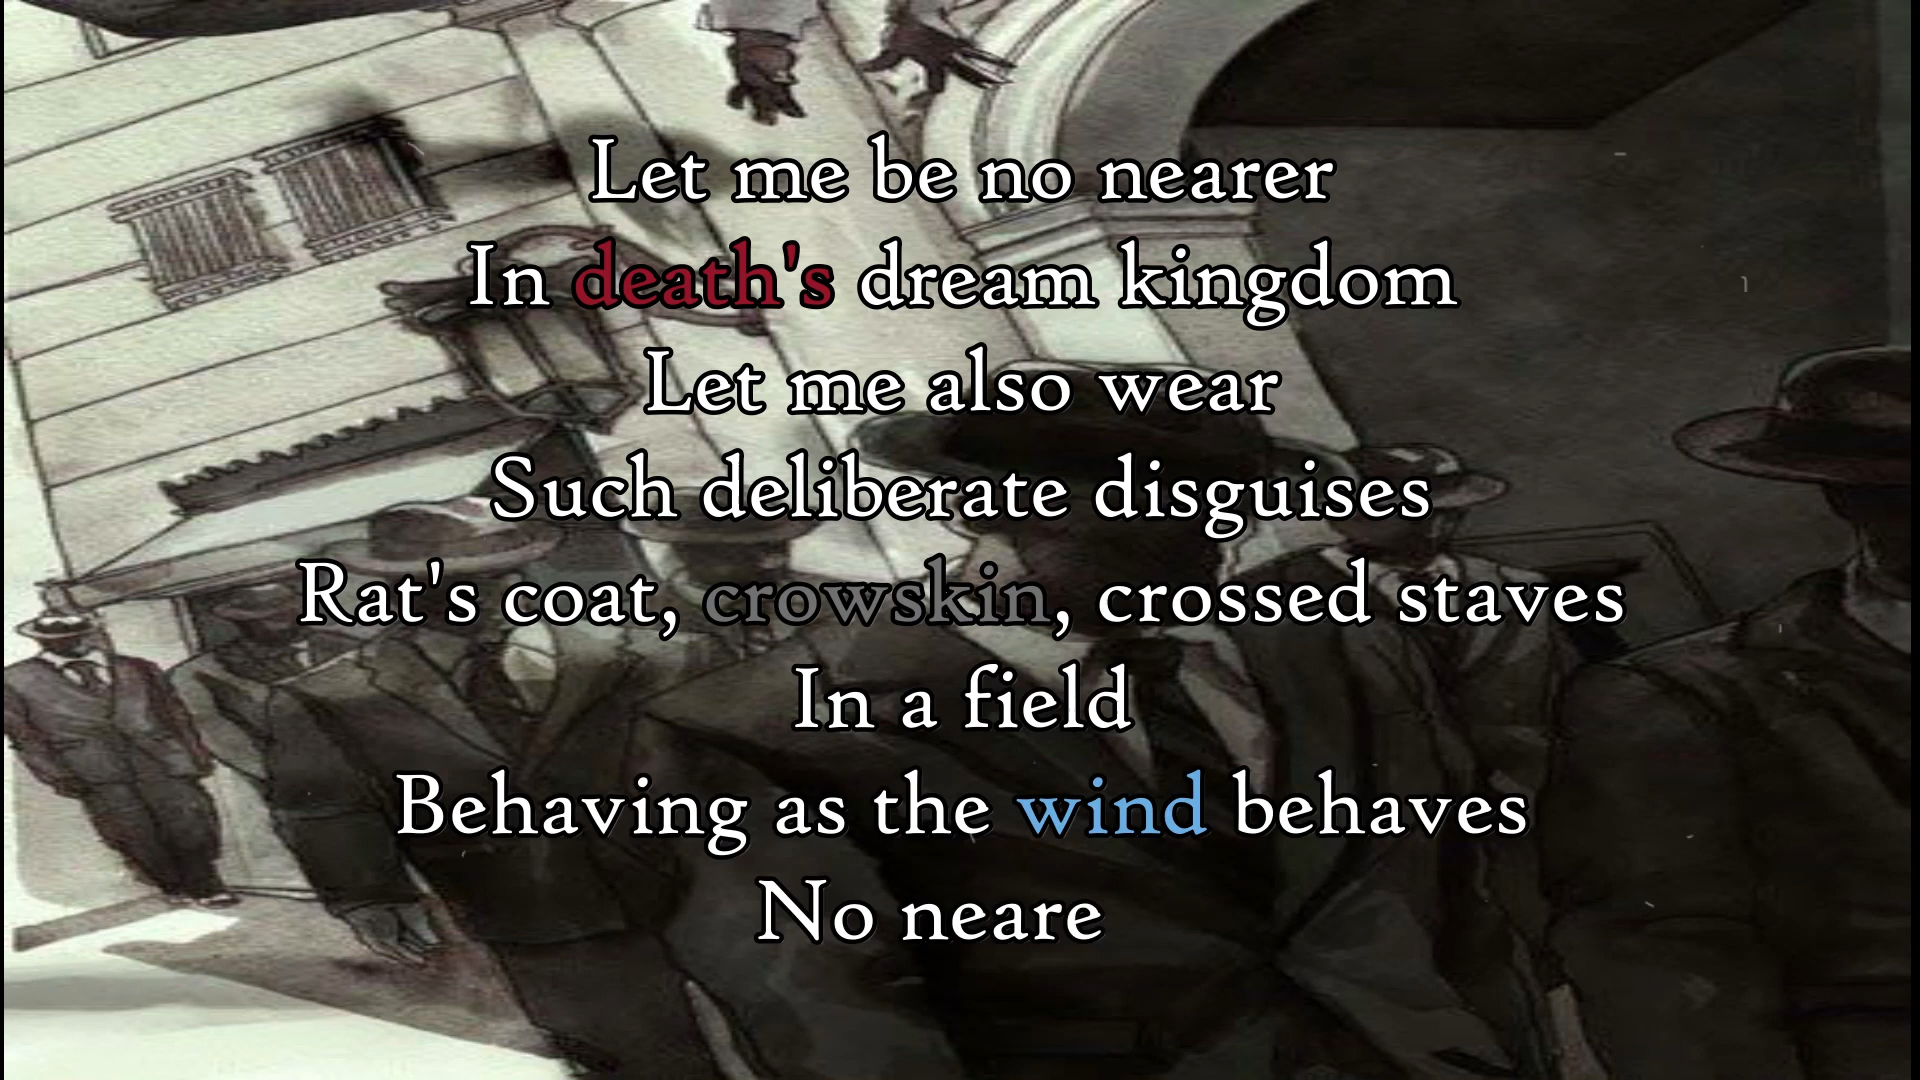 Let me be no nearer
In death's dream kingdom
Let me also wear
Such deliberate disguises
Rat's coat, crowskin, crossed staves
In a field
Behaving as the wind behaves
No neare